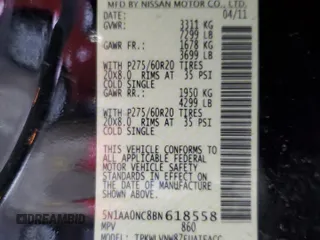 MFD BY NISSAN MOTOR CO., LTD.
DATE: 04/11
GVWR: 3311 KG
7299 LB
GAWR FR.: 1678 KG
3699 LB
WITH P275/60R20 TIRES
20x8.0 RIMS AT 35 PSI
COLD SINGLE
GAWR RR.: 1950 KG
4299 LB
WITH P275/60R20 TIRES
20x8.0 RIMS AT 35 PSI
COLD SINGLE
THIS VEHICLE CONFORMS TO
ALL APPLICABLE FEDERAL
MOTOR VEHICLE SAFETY
STANDARDS IN EFFECT ON
THE DATE OF MANUFACTURE
SHOWN ABOVE.
5N1AA0NC8BN618558
MPV 860
MODEL
© DREAMBID